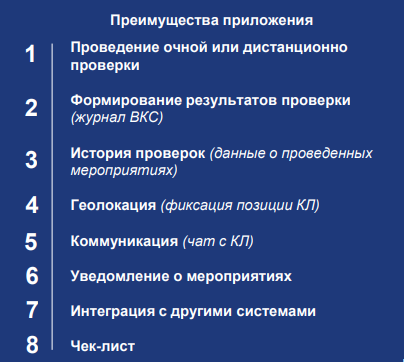 Преимущества приложения
1 Проведение очной или дистанционно
проверки
2 Формирование результатов проверки
(журнал ВКС)
3 История проверок (данные о проведенных
мероприятиях)
4 Геолокация (фиксация позиции КЛ)
5 Коммуникация (чат с КЛ)
6 Уведомление о мероприятиях
7 Интеграция с другими системами
8 Чек-лист